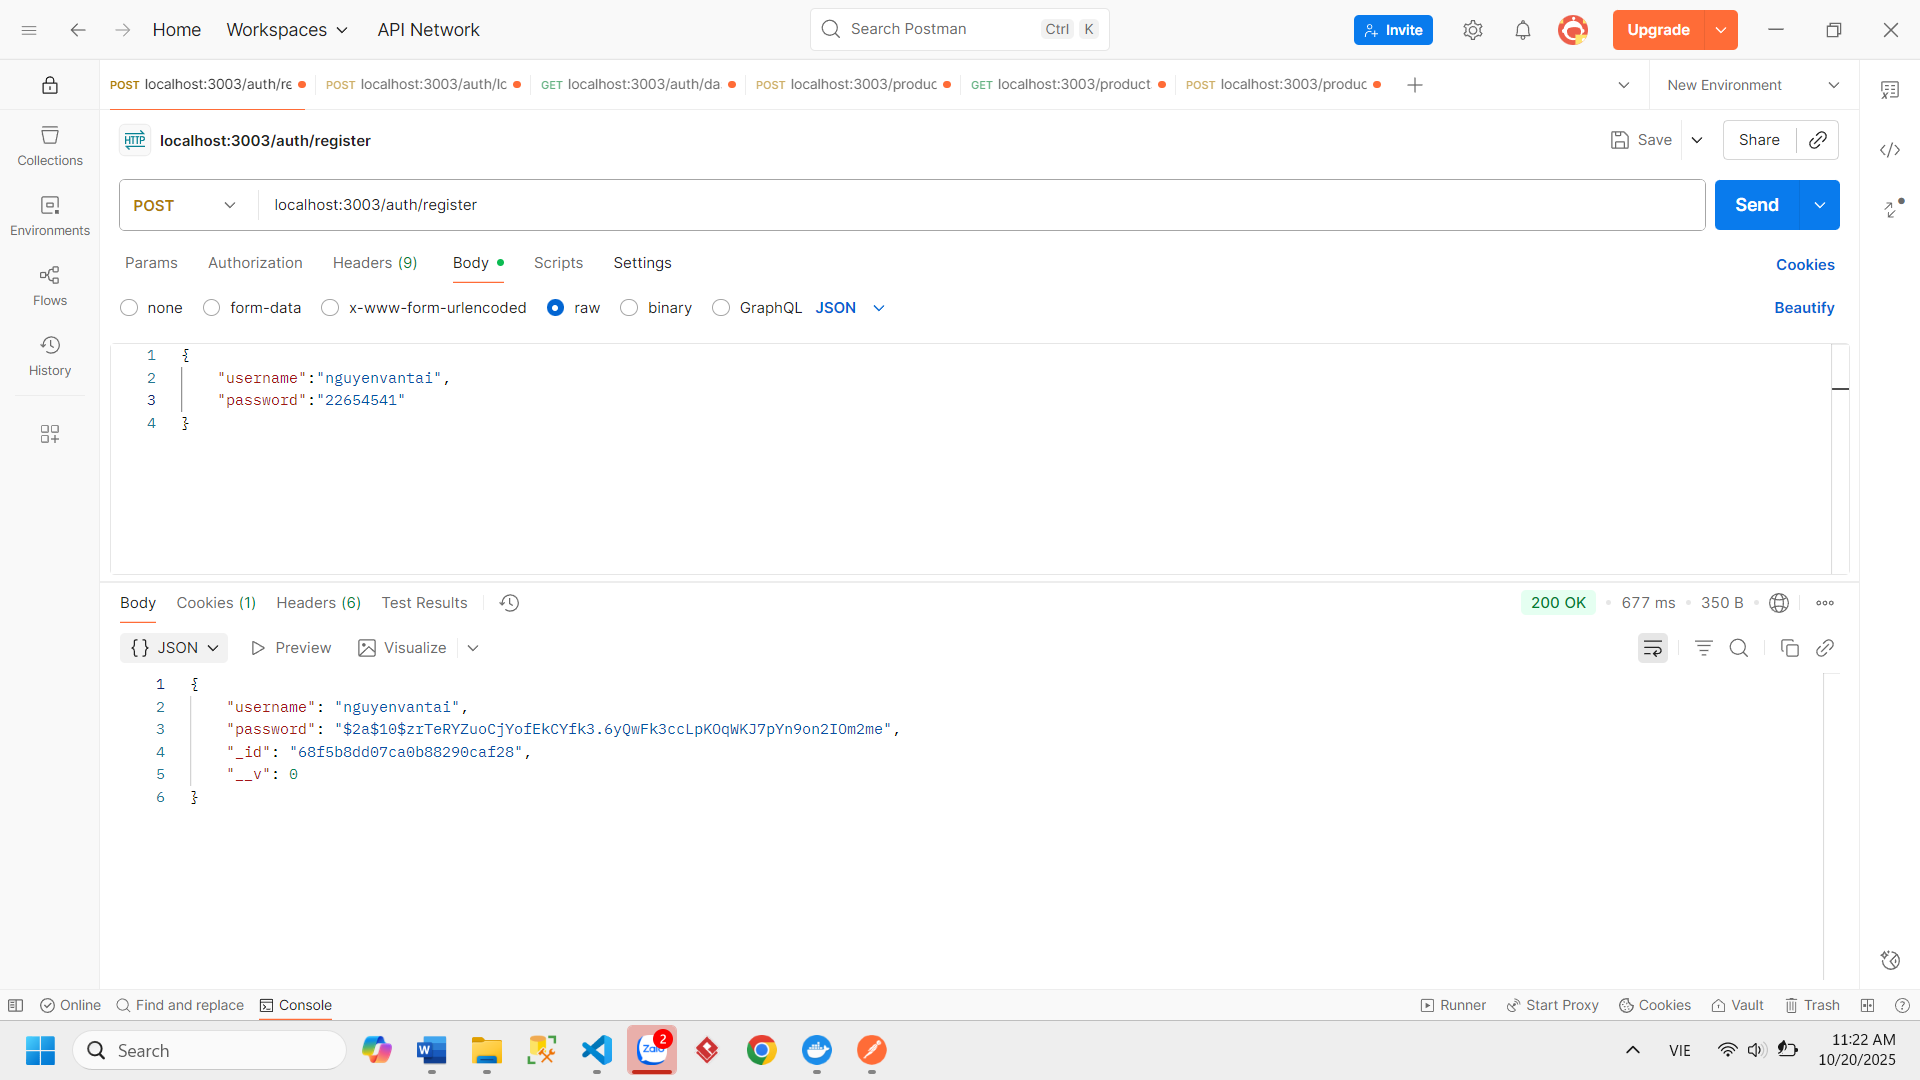 Home
Workspaces
API Network
Search Postman
Ctrl
K
Invite
Upgrade
POST localhost:3003/auth/re
POST localhost:3003/auth/lc
GET localhost:3003/auth/da
POST localhost:3003/produc
GET localhost:3003/product
POST localhost:3003/produc
New Environment
HTTP
localhost:3003/auth/register
Save
Share
Collections
Environments
Flows
History
POST
localhost:3003/auth/register
Send
Params
Authorization
Headers (9)
Body
Scripts
Settings
Cookies
none
form-data
x-www-form-urlencoded
raw
binary
GraphQL
JSON
Beautify
1 {
2 "username":"nguyenvantai",
3 "password":"22654541"
4 }
Body
Cookies (1)
Headers (6)
Test Results
200 OK
677 ms
350 B
{} JSON
Preview
Visualize
1 {
2 "username": "nguyenvantai",
3 "password": "$2a$10$zrTeRYZuoCjYofEkCYfk3.6yQwFk3ccLpKOqWKJ7pYn9on2IOm2me",
4 "_id": "68f5b8dd07ca0b88290caf28",
5 "__v": 0
6 }
Online
Find and replace
Console
Runner
Start Proxy
Cookies
Vault
Trash
Search
Zalo
2
VIE
11:22 AM
10/20/2025